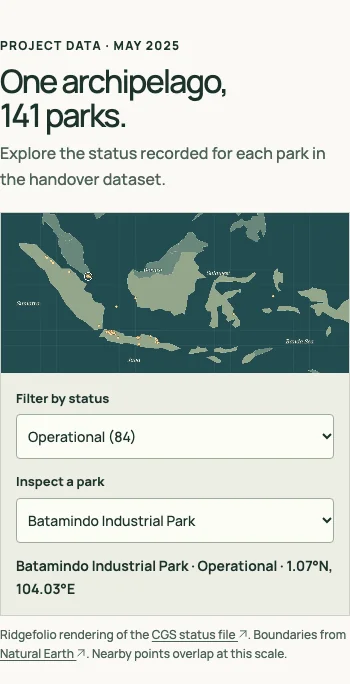 PROJECT DATA · MAY 2025
One archipelago,
141 parks.
Explore the status recorded for each park in
the handover dataset.
Borneo
Sulawesi
Sumatra
Banda Sea
Java
Filter by status
Operational (84)
Inspect a park
Batamindo Industrial Park
Batamindo Industrial Park · Operational · 1.07°N,
104.03°E
Ridgefolio rendering of the CGS status file ↗. Boundaries from
Natural Earth ↗. Nearby points overlap at this scale.